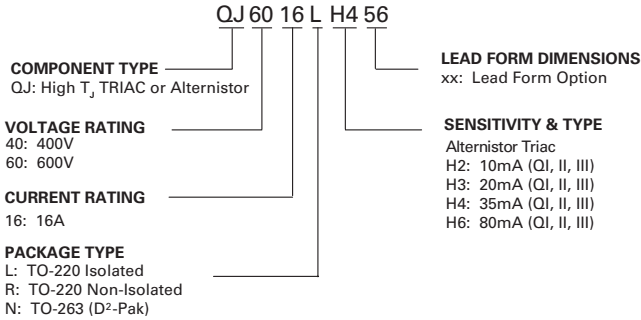 QJ 60 16 L H4 56
COMPONENT TYPE
QJ: High TJ TRIAC or Alternistor
VOLTAGE RATING
40: 400V
60: 600V
CURRENT RATING
16: 16A
PACKAGE TYPE
L: TO-220 Isolated
R: TO-220 Non-Isolated
N: TO-263 (D²-Pak)
LEAD FORM DIMENSIONS
xx: Lead Form Option
SENSITIVITY & TYPE
Alternistor Triac
H2: 10mA (QI, II, III)
H3: 20mA (QI, II, III)
H4: 35mA (QI, II, III)
H6: 80mA (QI, II, III)